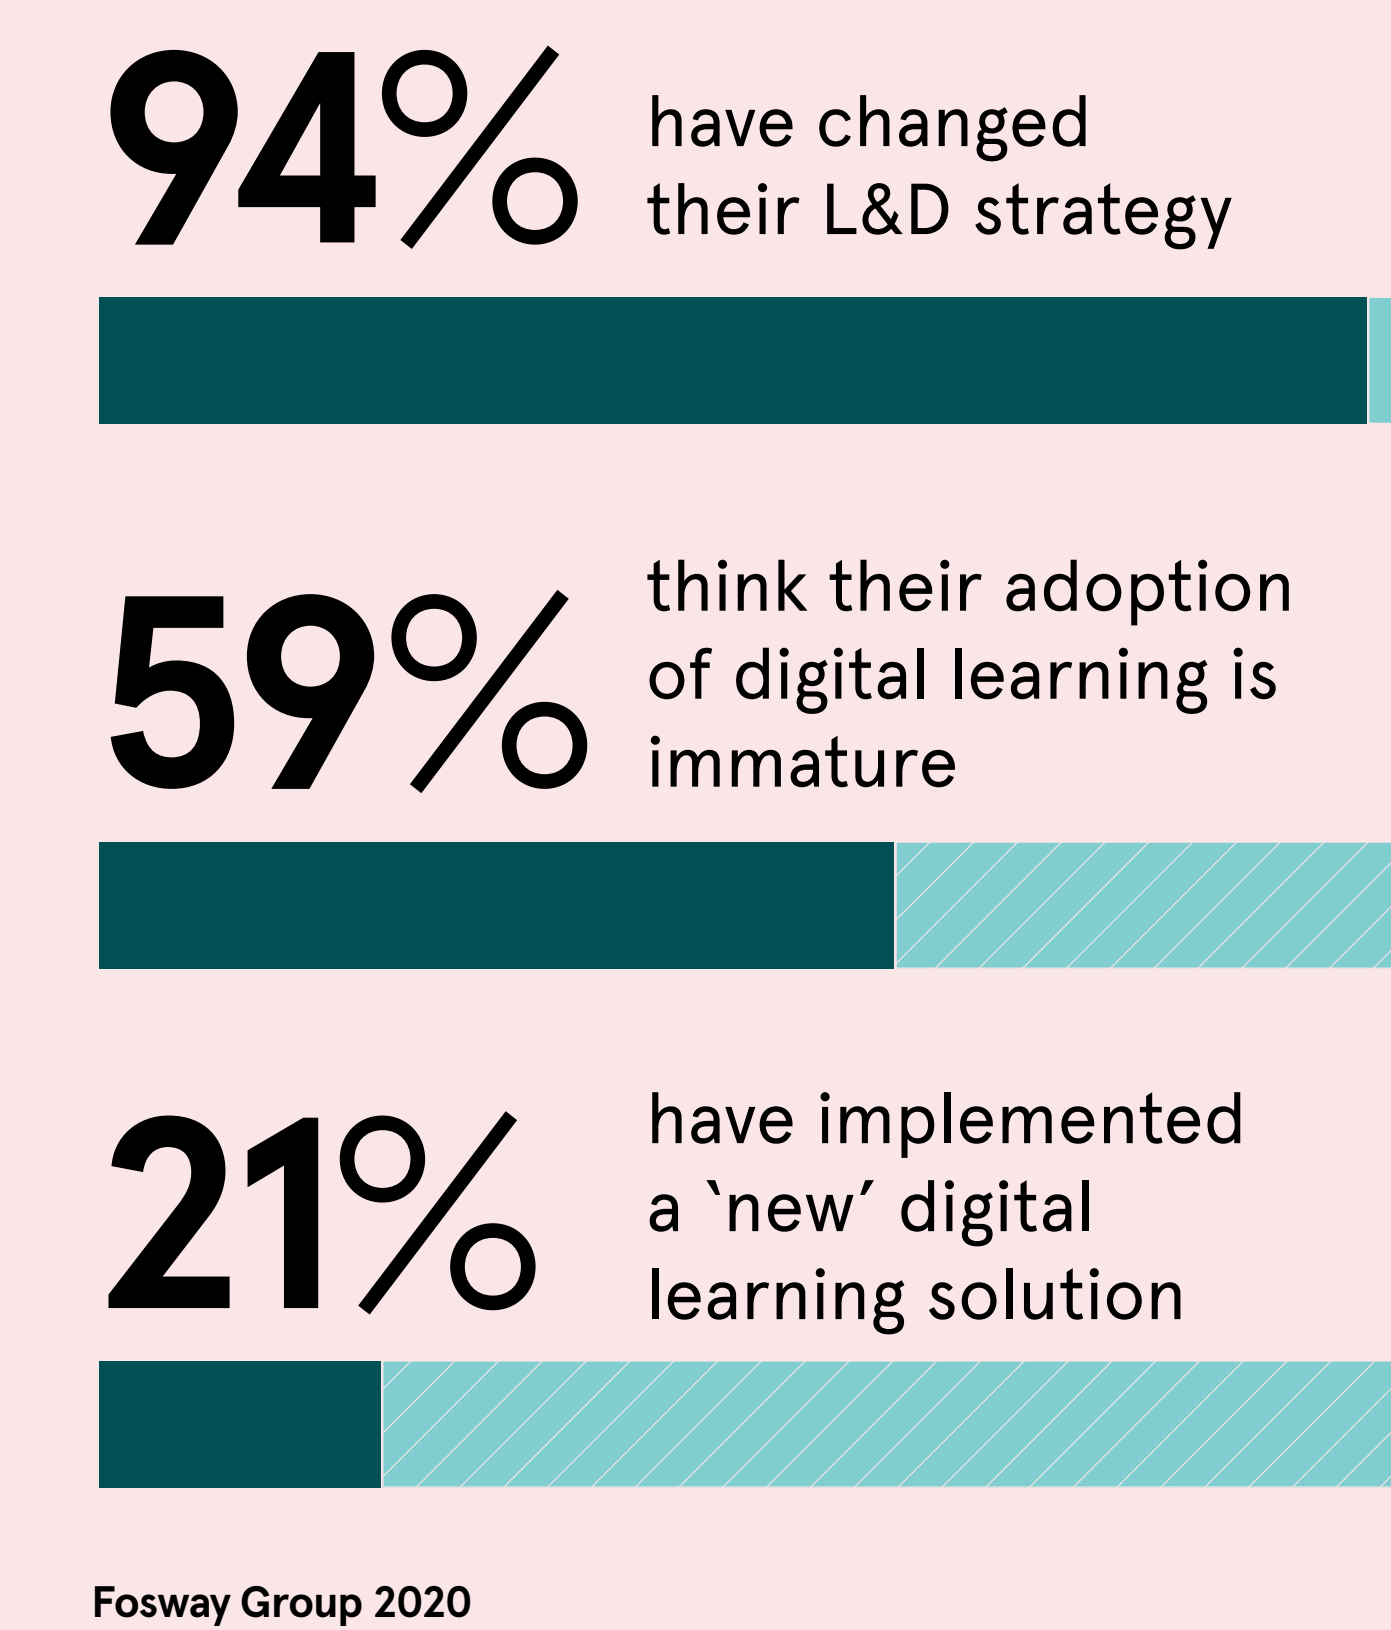 94%
have changed
their L&D strategy
59%
think their adoption
of digital learning is
immature
21%
have implemented
a ‵new′ digital
learning solution
Fosway Group 2020